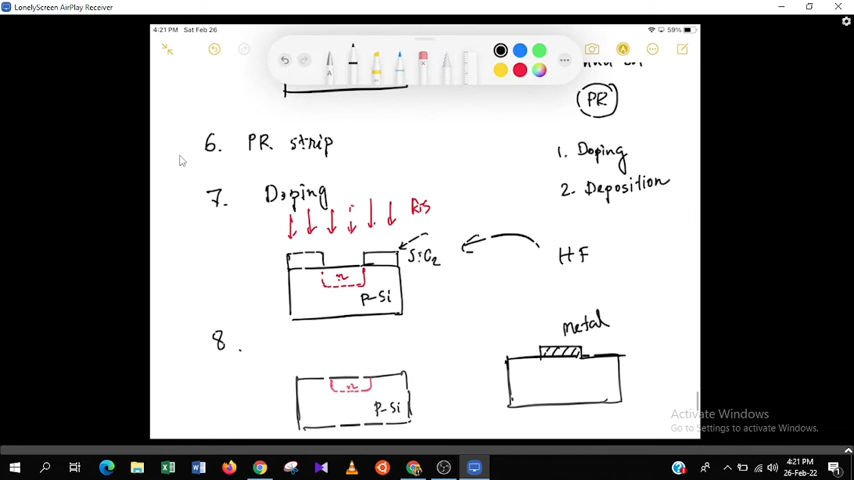 LonelyScreen AirPlay Receiver
4:21 PM Sat Feb 26
59%
PR
6. PR strip
1. Doping
7. Doping
2. Deposition
SiO2
HF
n
P-Si
Metal
8.
n
P-Si
Activate Windows
Go to Settings to activate Windows.
4:21 PM
26-Feb-22